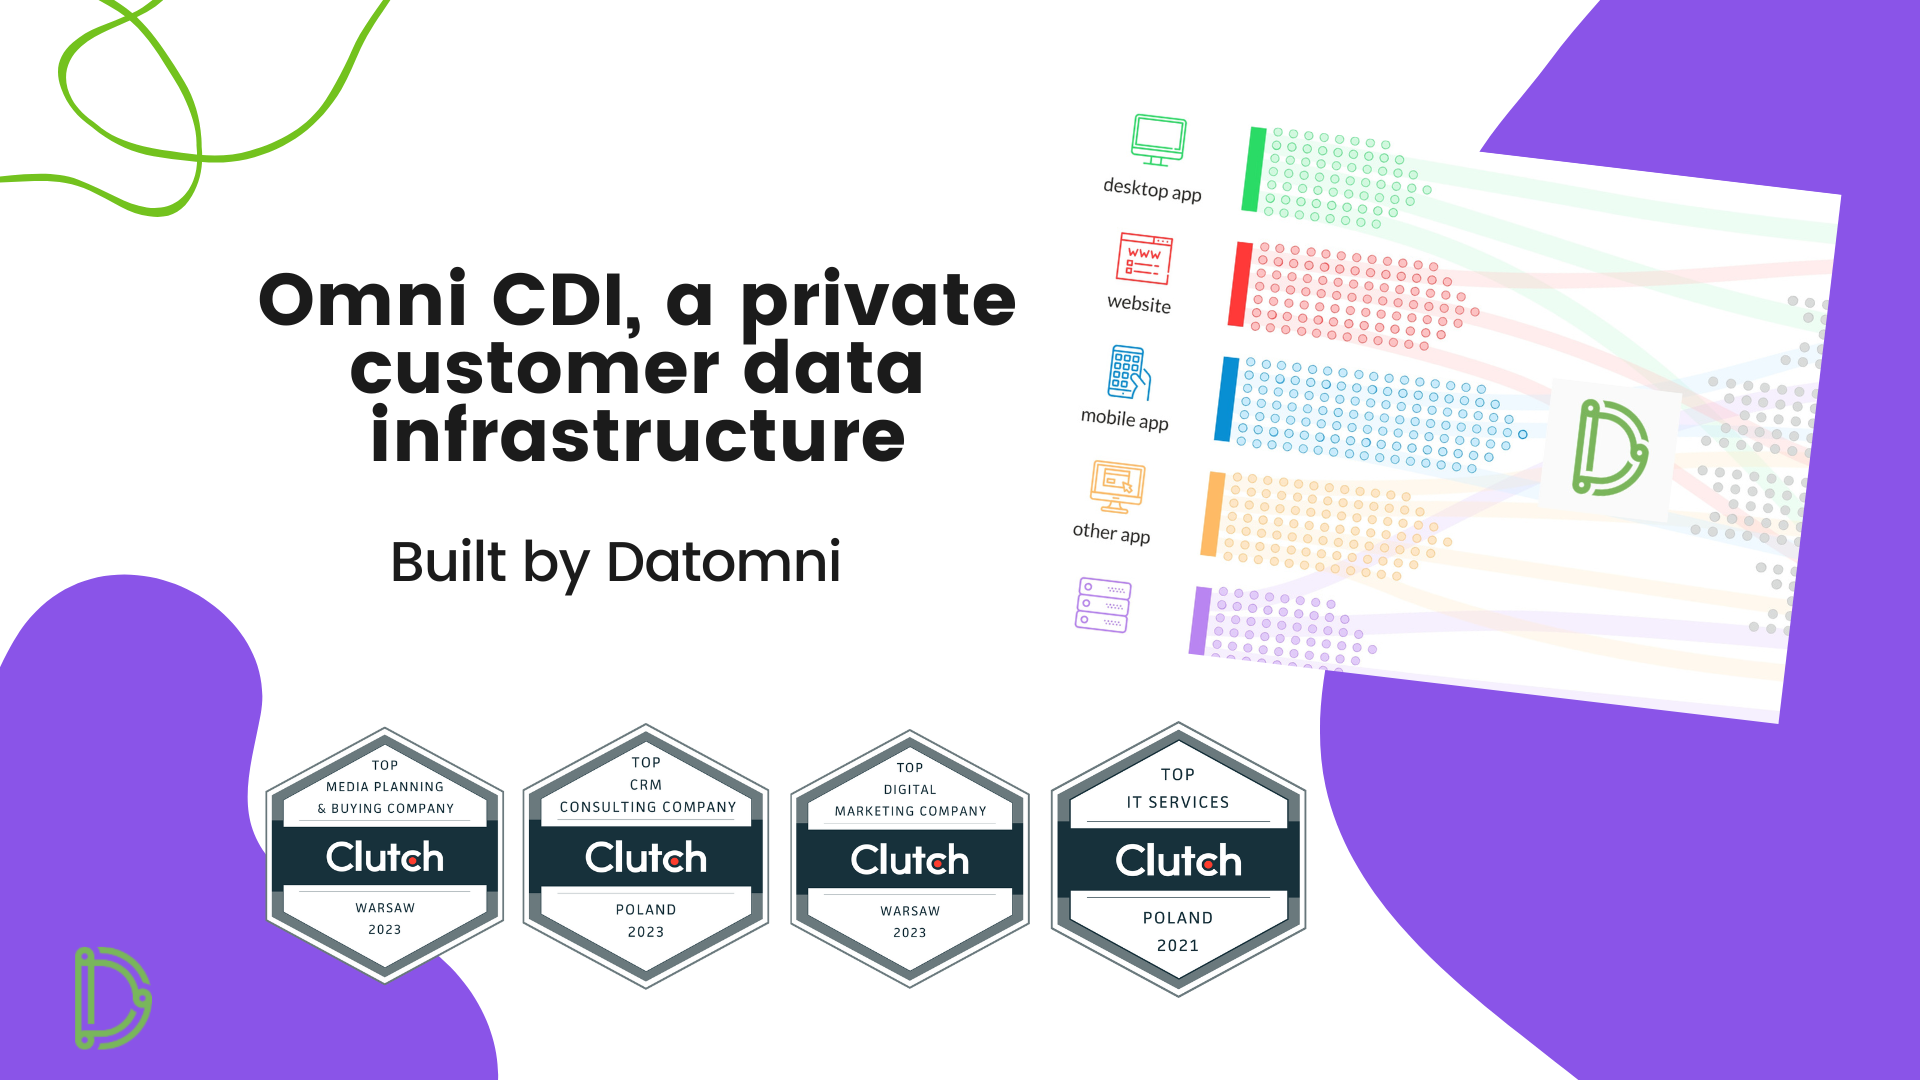 Omni CDI, a private
customer data
infrastructure
Built by Datomni
desktop app
WWW
website
mobile app
other app
TOP
MEDIA PLANNING
& BUYING COMPANY
Clutch
WARSAW
2023
TOP
CRM
CONSULTING COMPANY
Clutch
POLAND
2023
TOP
DIGITAL
MARKETING COMPANY
Clutch
WARSAW
2023
TOP
IT SERVICES
Clutch
POLAND
2021